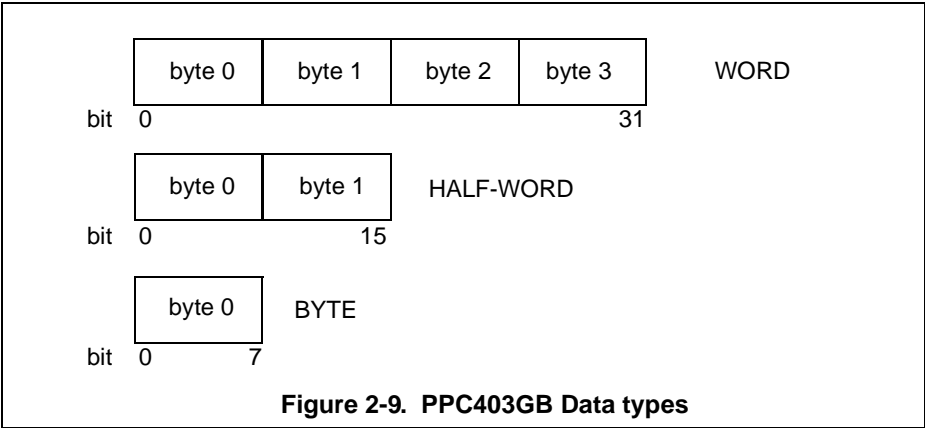 byte 0 byte 1 byte 2 byte 3 WORD
bit 0 31
byte 0 byte 1 HALF-WORD
bit 0 15
byte 0 BYTE
bit 0 7
Figure 2-9. PPC403GB Data types